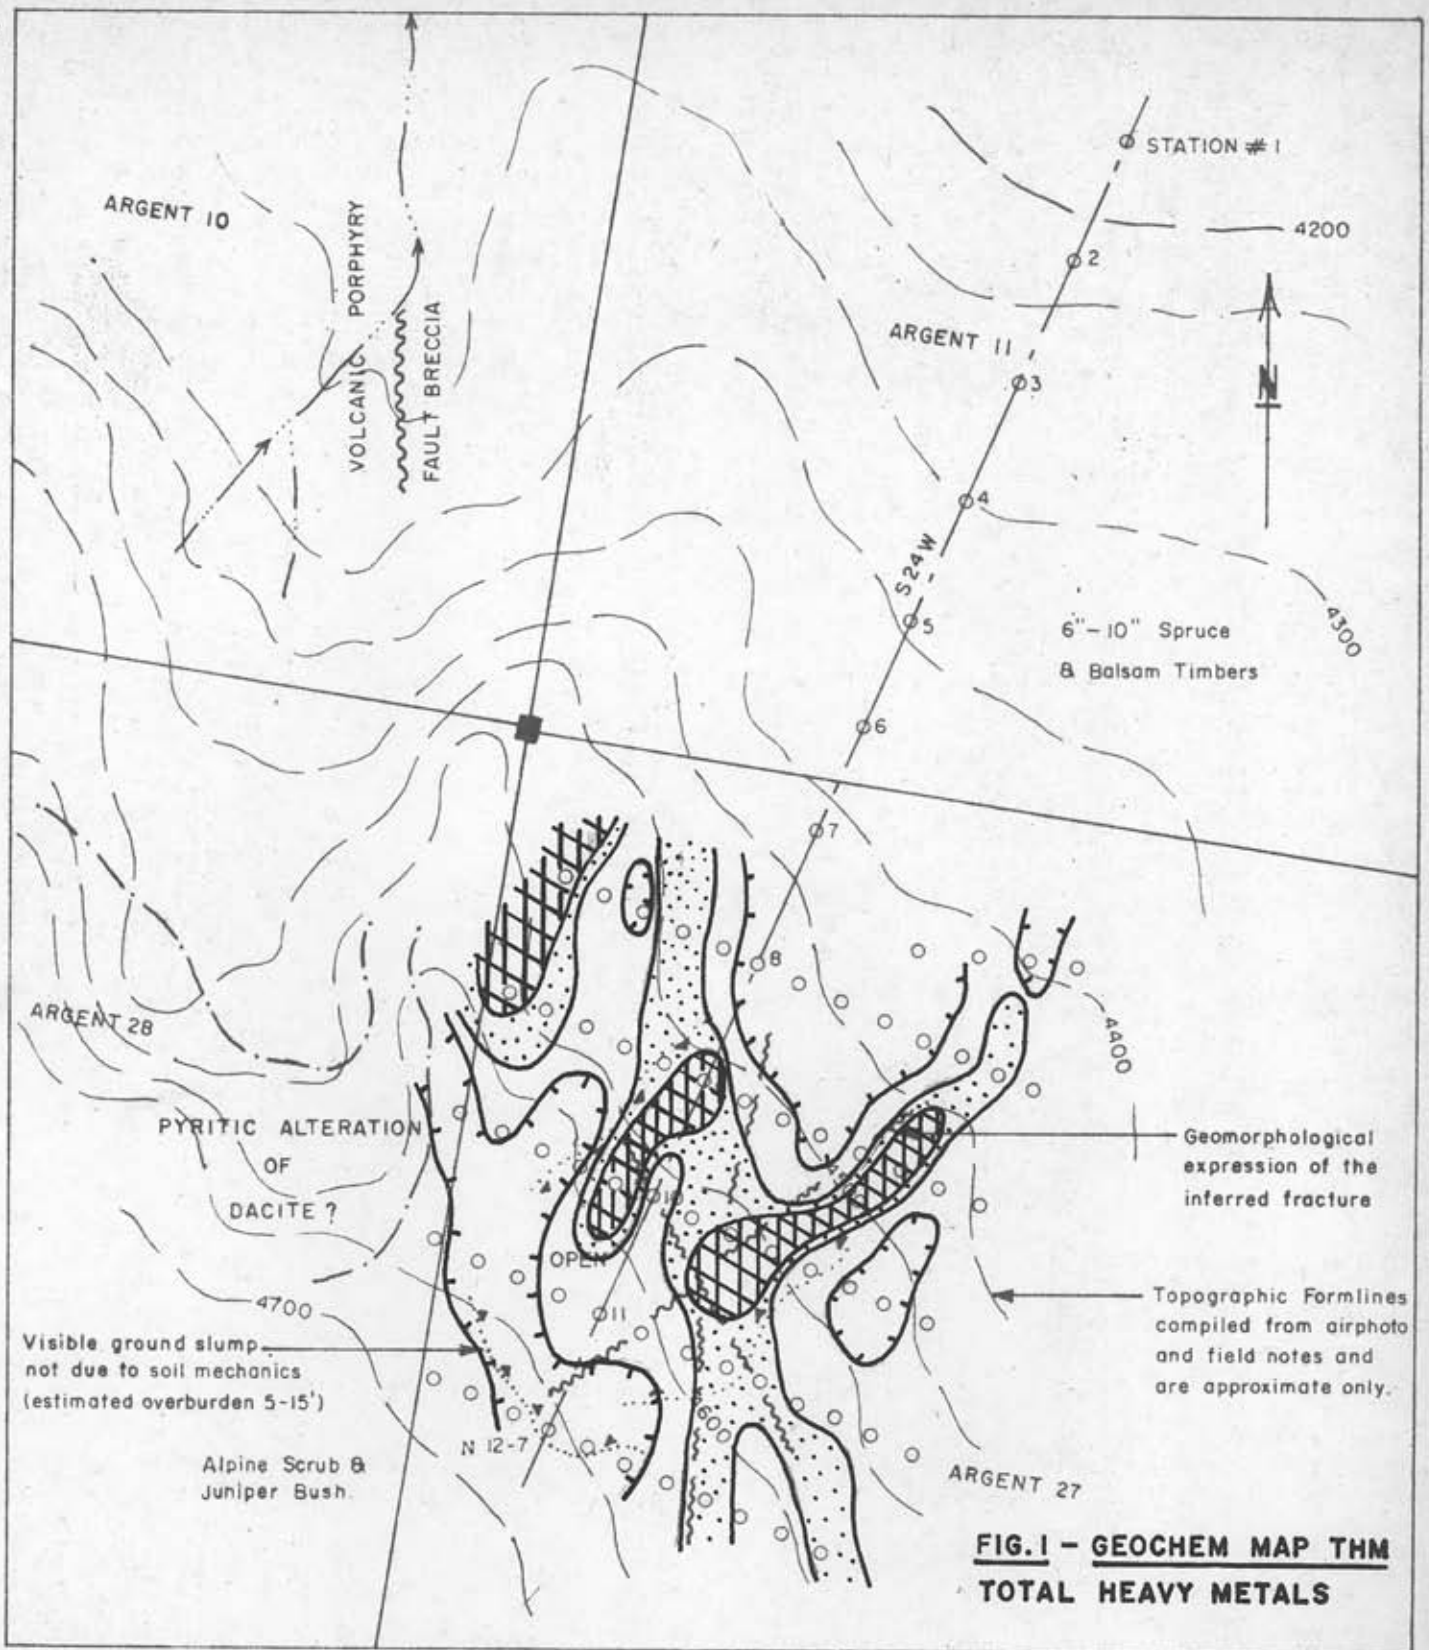 STATION # 1
ARGENT 10
4200
2
VOLCANIC PORPHYRY
FAULT BRECCIA
ARGENT 11
3
N
4
S24W
5
6"-10" Spruce
& Balsam Timbers
4300
6
7
8
ARGENT 28
4400
PYRITIC ALTERATION
OF
DACITE ?
Geomorphological
expression of the
inferred fracture
10
OPEN
4700
11
Topographic Formlines
compiled from airphoto
and field notes and
are approximate only.
Visible ground slump
not due to soil mechanics
(estimated overburden 5-15')
N 12-7
Alpine Scrub &
Juniper Bush.
ARGENT 27
FIG. I - GEOCHEM MAP THM
TOTAL HEAVY METALS